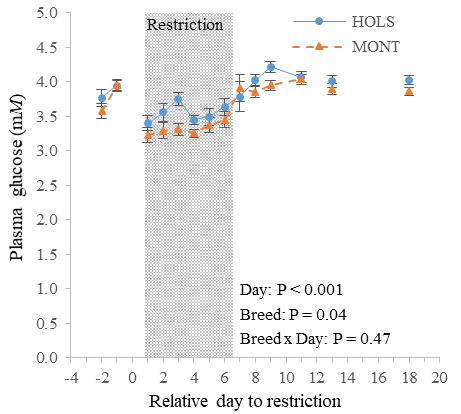 Restriction
HOLS
MONT
Plasma glucose (mM)
5.0
4.5
4.0
3.5
3.0
2.5
2.0
1.5
1.0
0.5
0.0
Day: P < 0.001
Breed: P = 0.04
Breed x Day: P = 0.47
-4 -2 0 2 4 6 8 10 12 14 16 18 20
Relative day to restriction